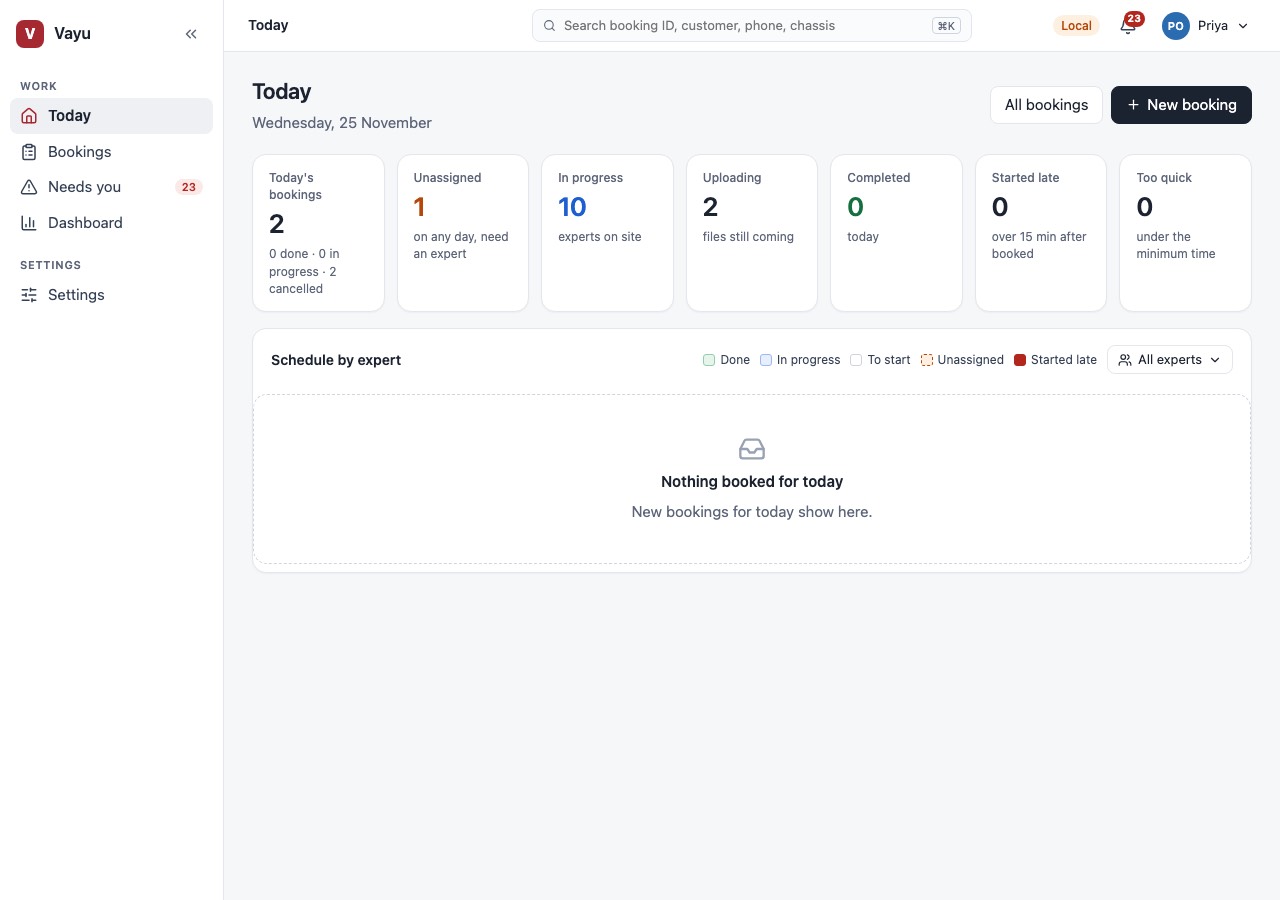 V Vayu
Today
Search booking ID, customer, phone, chassis
⌘K
Local
23
PO
Priya
WORK
Today
Bookings
Needs you
23
Dashboard
SETTINGS
Settings
Today
Wednesday, 25 November
All bookings
+ New booking
Today's
bookings
2
0 done · 0 in
progress · 2
cancelled
Unassigned
1
on any day, need
an expert
In progress
10
experts on site
Uploading
2
files still coming
Completed
0
today
Started late
0
over 15 min after
booked
Too quick
0
under the
minimum time
Schedule by expert
Done
In progress
To start
Unassigned
Started late
All experts
Nothing booked for today
New bookings for today show here.